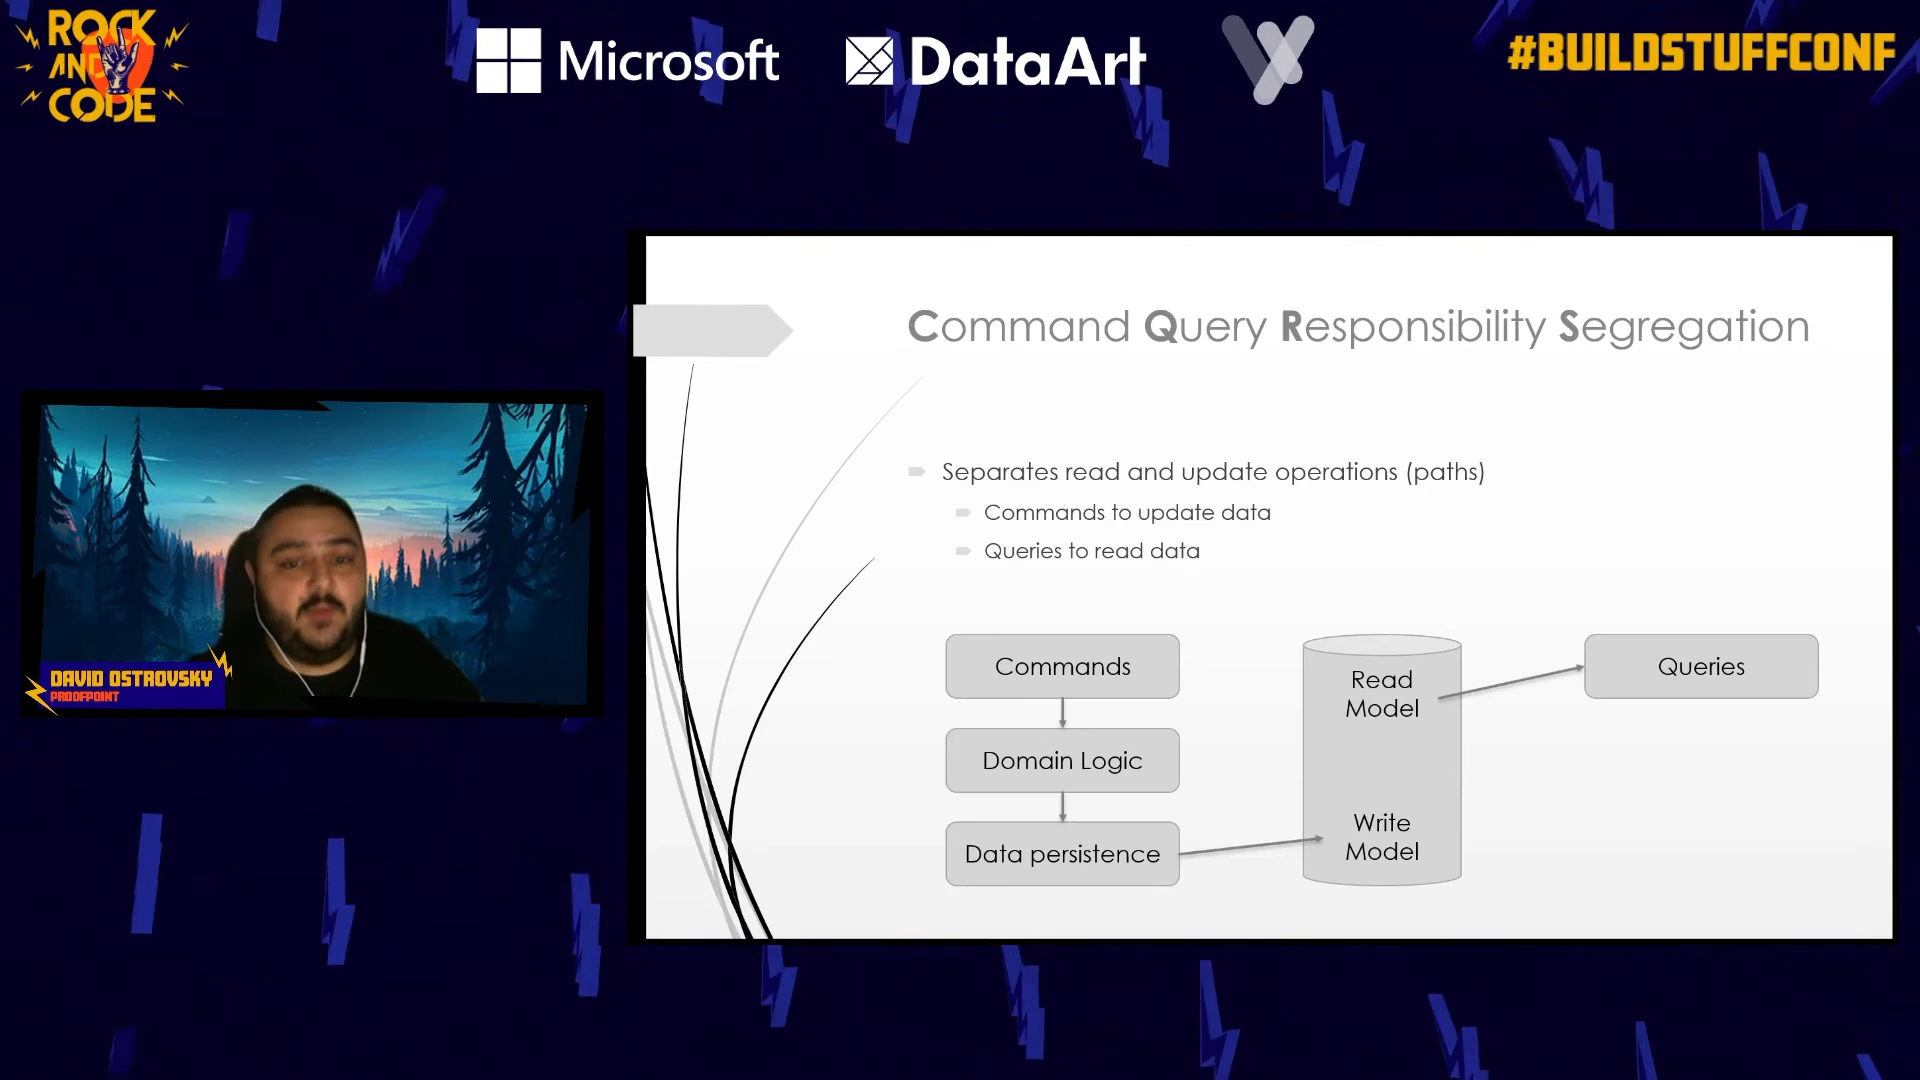 ROCK
AND
CODE
Microsoft
DataArt
#BUILDSTUFFCONF
Command Query Responsibility Segregation
Separates read and update operations (paths)
Commands to update data
Queries to read data
Commands
Domain Logic
Data persistence
Read
Model
Write
Model
Queries
DAVID OSTROVSKY
PROOFPOINT